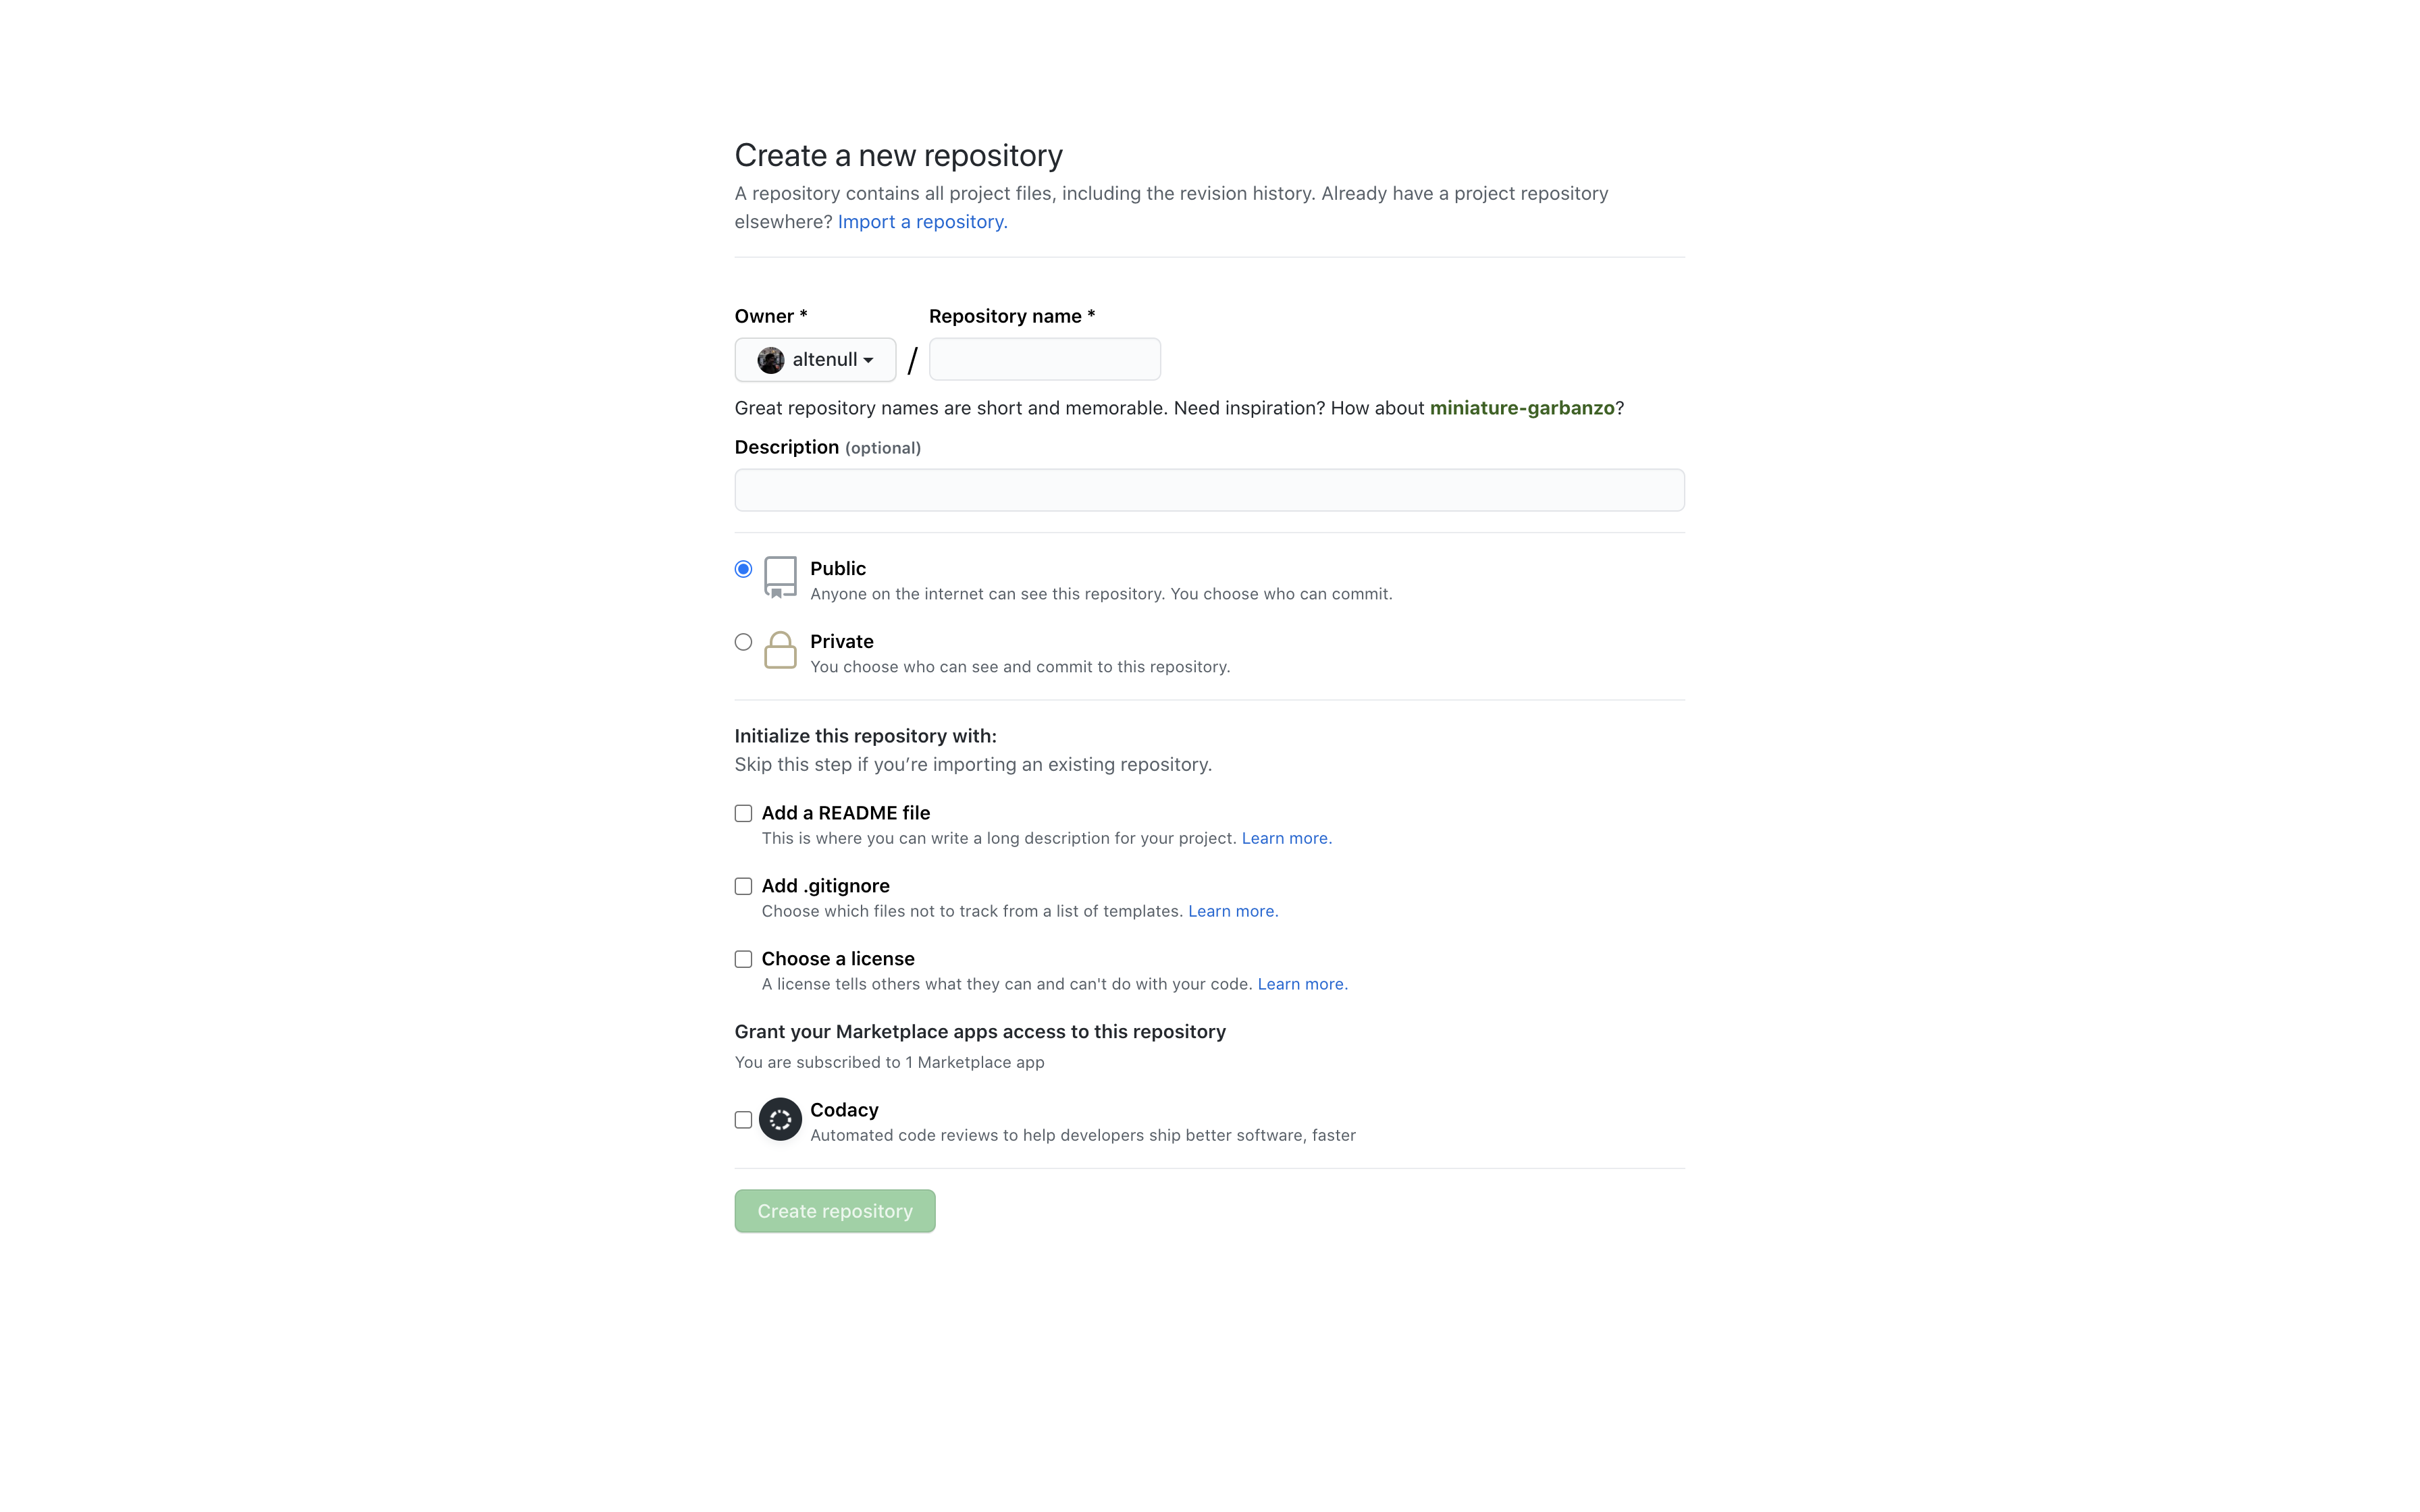 Create a new repository
A repository contains all project files, including the revision history. Already have a project repository
elsewhere? Import a repository.
Owner * Repository name *
altenull /
Great repository names are short and memorable. Need inspiration? How about miniature-garbanzo?
Description (optional)
Public
Anyone on the internet can see this repository. You choose who can commit.
Private
You choose who can see and commit to this repository.
Initialize this repository with:
Skip this step if you’re importing an existing repository.
Add a README file
This is where you can write a long description for your project. Learn more.
Add .gitignore
Choose which files not to track from a list of templates. Learn more.
Choose a license
A license tells others what they can and can't do with your code. Learn more.
Grant your Marketplace apps access to this repository
You are subscribed to 1 Marketplace app
Codacy
Automated code reviews to help developers ship better software, faster
Create repository